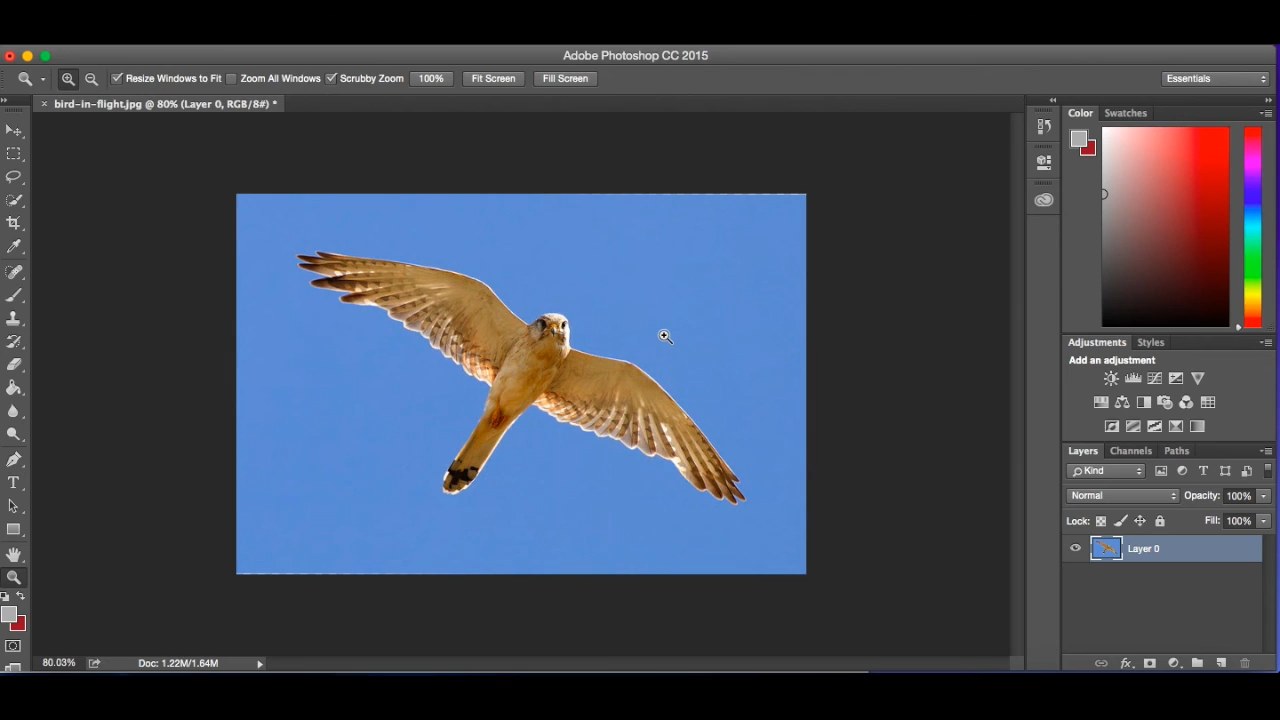 Adobe Photoshop CC 2015
Resize Windows to Fit Zoom All Windows Scrubby Zoom 100% Fit Screen Fill Screen Essentials
bird-in-flight.jpg @ 80% (Layer 0, RGB/8#) *
Color Swatches
Adjustments Styles
Add an adjustment
Layers Channels Paths
Kind
Normal Opacity: 100%
Lock: Fill: 100%
Layer 0
80.03% Doc: 1.22M/1.64M